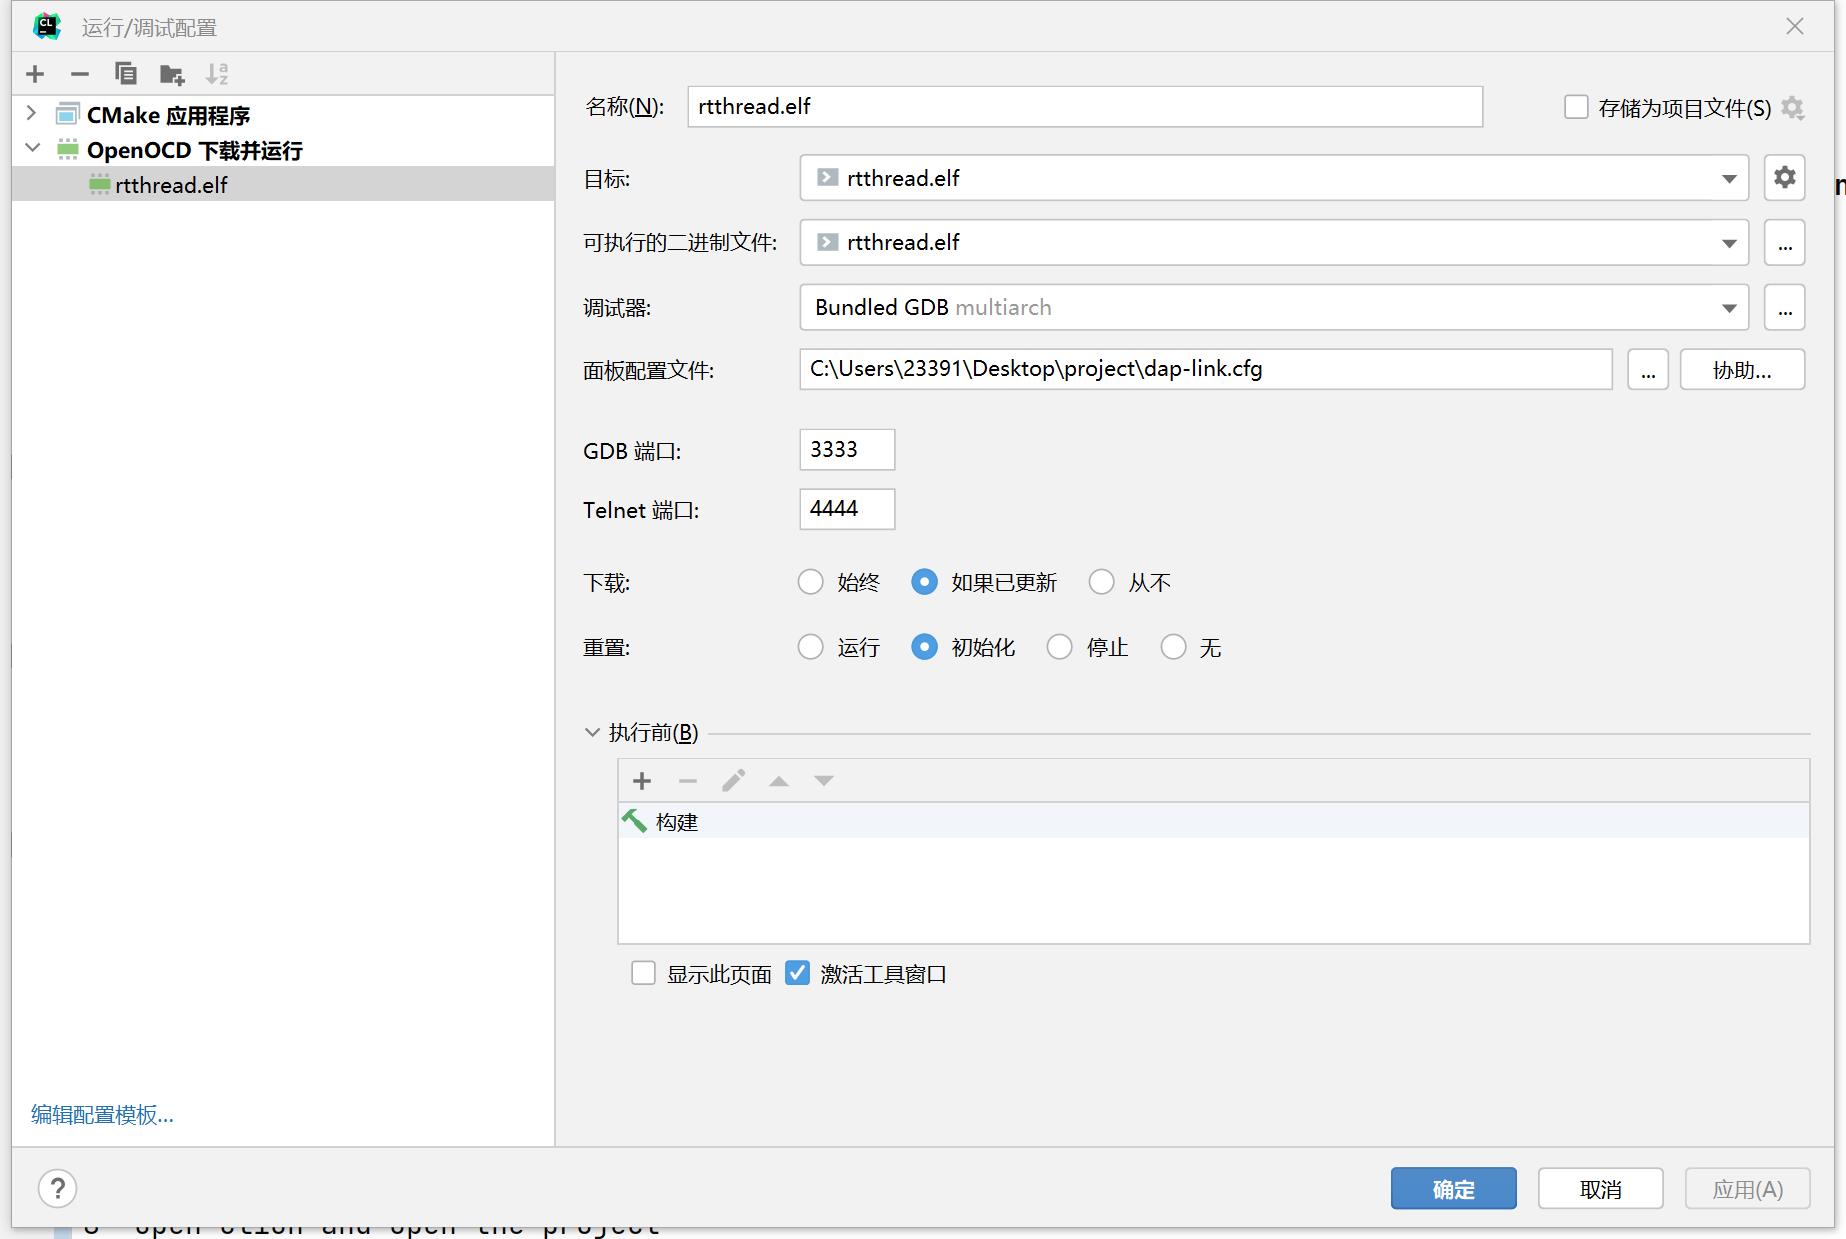 运行/调试配置
CMake 应用程序
OpenOCD 下载并运行
rtthread.elf
编辑配置模板...
名称(N): rtthread.elf 存储为项目文件(S)
目标: rtthread.elf
可执行的二进制文件: rtthread.elf ...
调试器: Bundled GDB multiarch ...
面板配置文件: C:\Users\23391\Desktop\project\dap-link.cfg ... 协助...
GDB 端口: 3333
Telnet 端口: 4444
下载: 始终 如果已更新 从不
重置: 运行 初始化 停止 无
执行前(B)
构建
显示此页面 激活工具窗口
? 确定 取消 应用(A)
open clion and open the project